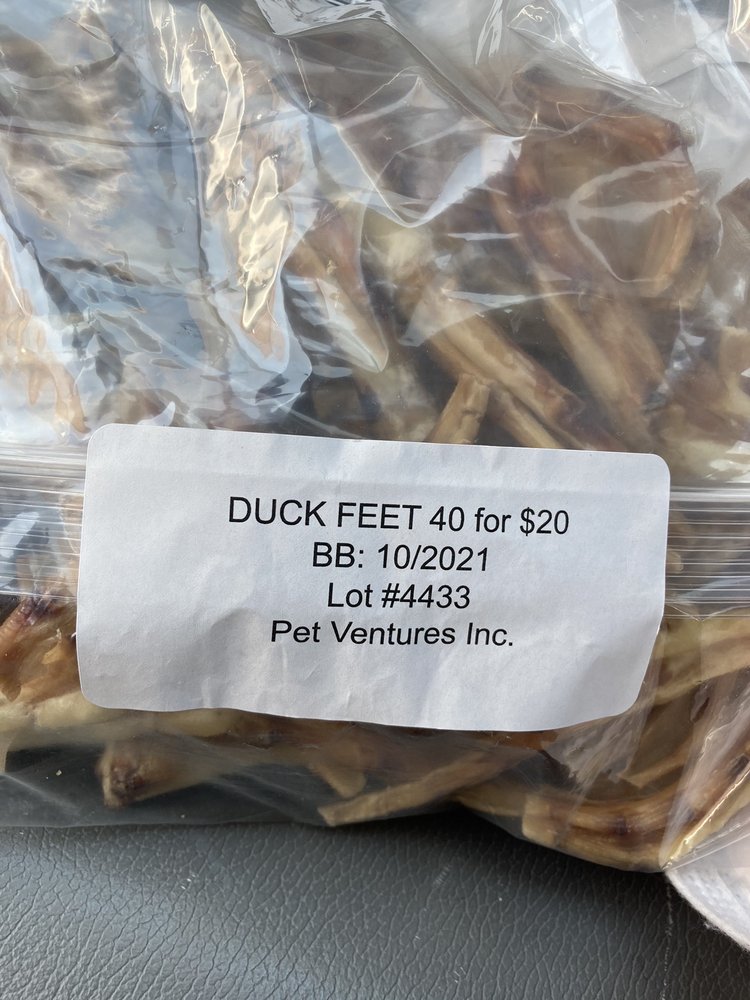 DUCK FEET 40 for $20
BB: 10/2021
Lot #4433
Pet Ventures Inc.